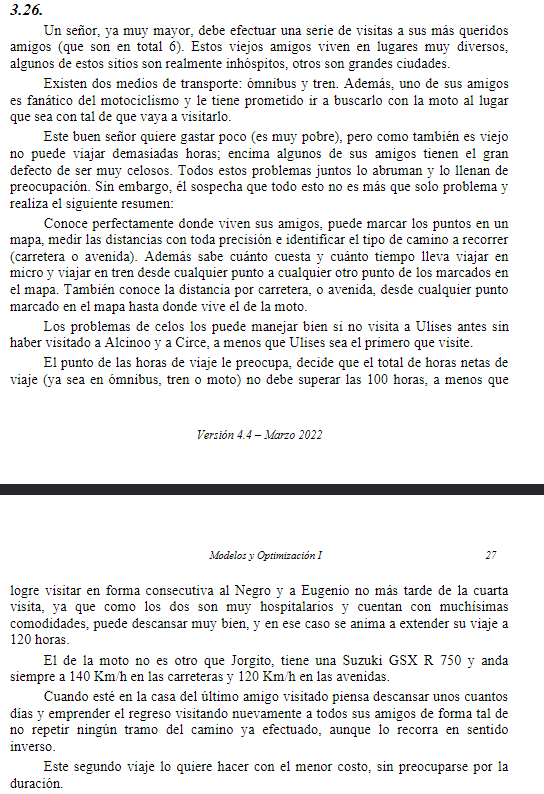 3.26.
Un señor, ya muy mayor, debe efectuar una serie de visitas a sus más queridos
amigos (que son en total 6). Estos viejos amigos viven en lugares muy diversos,
algunos de estos sitios son realmente inhóspitos, otros son grandes ciudades.
Existen dos medios de transporte: ómnibus y tren. Además, uno de sus amigos
es fanático del motociclismo y le tiene prometido ir a buscarlo con la moto al lugar
que sea con tal de que vaya a visitarlo.
Este buen señor quiere gastar poco (es muy pobre), pero como también es viejo
no puede viajar demasiadas horas; encima algunos de sus amigos tienen el gran
defecto de ser muy celosos. Todos estos problemas juntos lo abruman y lo llenan de
preocupación. Sin embargo, él sospecha que todo esto no es más que solo problema y
realiza el siguiente resumen:
Conoce perfectamente donde viven sus amigos, puede marcar los puntos en un
mapa, medir las distancias con toda precisión e identificar el tipo de camino a recorrer
(carretera o avenida). Además sabe cuánto cuesta y cuánto tiempo lleva viajar en
micro y viajar en tren desde cualquier punto a cualquier otro punto de los marcados en
el mapa. También conoce la distancia por carretera, o avenida, desde cualquier punto
marcado en el mapa hasta donde vive el de la moto.
Los problemas de celos los puede manejar bien si no visita a Ulises antes sin
haber visitado a Alcinoo y a Circe, a menos que Ulises sea el primero que visite.
El punto de las horas de viaje le preocupa, decide que el total de horas netas de
viaje (ya sea en ómnibus, tren o moto) no debe superar las 100 horas, a menos que
Versión 4.4 – Marzo 2022
Modelos y Optimización I 27
logre visitar en forma consecutiva al Negro y a Eugenio no más tarde de la cuarta
visita, ya que como los dos son muy hospitalarios y cuentan con muchísimas
comodidades, puede descansar muy bien, y en ese caso se anima a extender su viaje a
120 horas.
El de la moto no es otro que Jorgito, tiene una Suzuki GSX R 750 y anda
siempre a 140 Km/h en las carreteras y 120 Km/h en las avenidas.
Cuando esté en la casa del último amigo visitado piensa descansar unos cuantos
días y emprender el regreso visitando nuevamente a todos sus amigos de forma tal de
no repetir ningún tramo del camino ya efectuado, aunque lo recorra en sentido
inverso.
Este segundo viaje lo quiere hacer con el menor costo, sin preocuparse por la
duración.